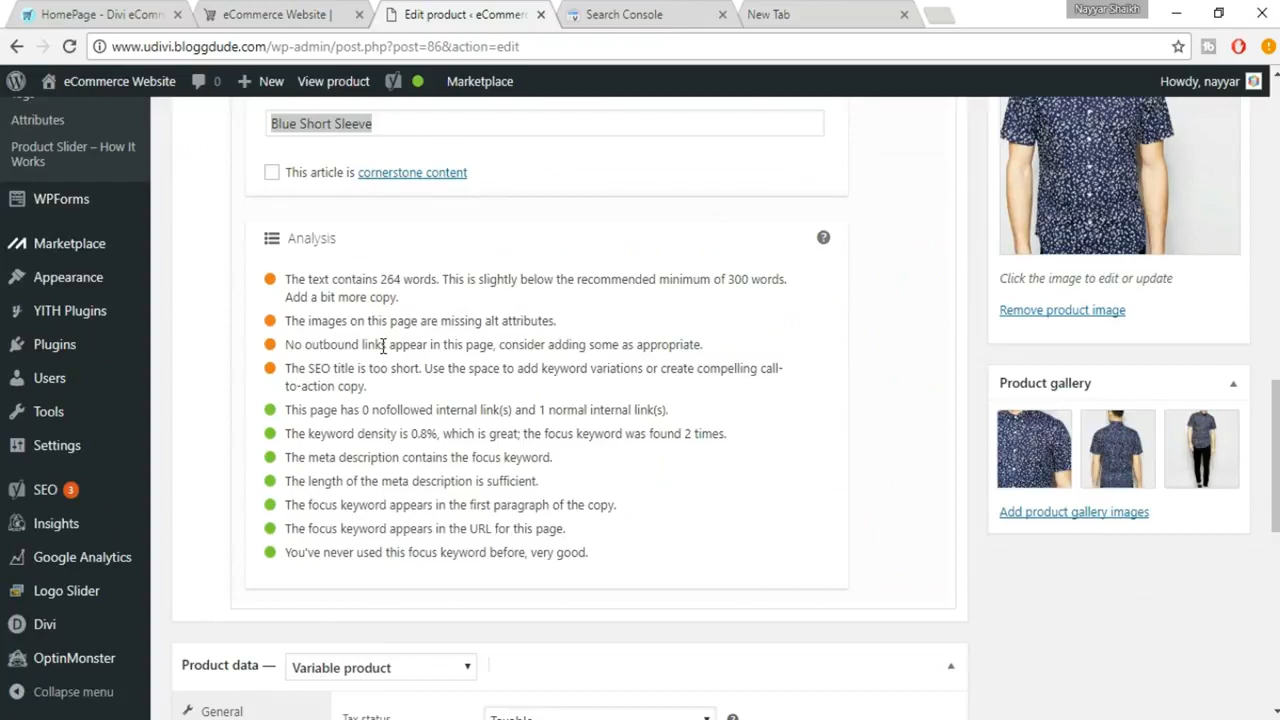 HomePage - Divi eComm
eCommerce Website |
Edit product ‹ eCommerc
Search Console
New Tab
Nayyar Shaikh
www.udivi.bloggdude.com/wp-admin/post.php?post=86&action=edit
eCommerce Website
0
New
View product
Marketplace
Howdy, nayyar
Attributes
Product Slider – How It
Works
WPForms
Marketplace
Appearance
YITH Plugins
Plugins
Users
Tools
Settings
SEO 3
Insights
Google Analytics
Logo Slider
Divi
OptinMonster
Collapse menu
Blue Short Sleeve
This article is cornerstone content
Analysis
The text contains 264 words. This is slightly below the recommended minimum of 300 words.
Add a bit more copy.
The images on this page are missing alt attributes.
No outbound links appear in this page, consider adding some as appropriate.
The SEO title is too short. Use the space to add keyword variations or create compelling call-
to-action copy.
This page has 0 nofollowed internal link(s) and 1 normal internal link(s).
The keyword density is 0.8%, which is great; the focus keyword was found 2 times.
The meta description contains the focus keyword.
The length of the meta description is sufficient.
The focus keyword appears in the first paragraph of the copy.
The focus keyword appears in the URL for this page.
You've never used this focus keyword before, very good.
Product data —
Variable product
General
Tax status
Taxable
Click the image to edit or update
Remove product image
Product gallery
Add product gallery images